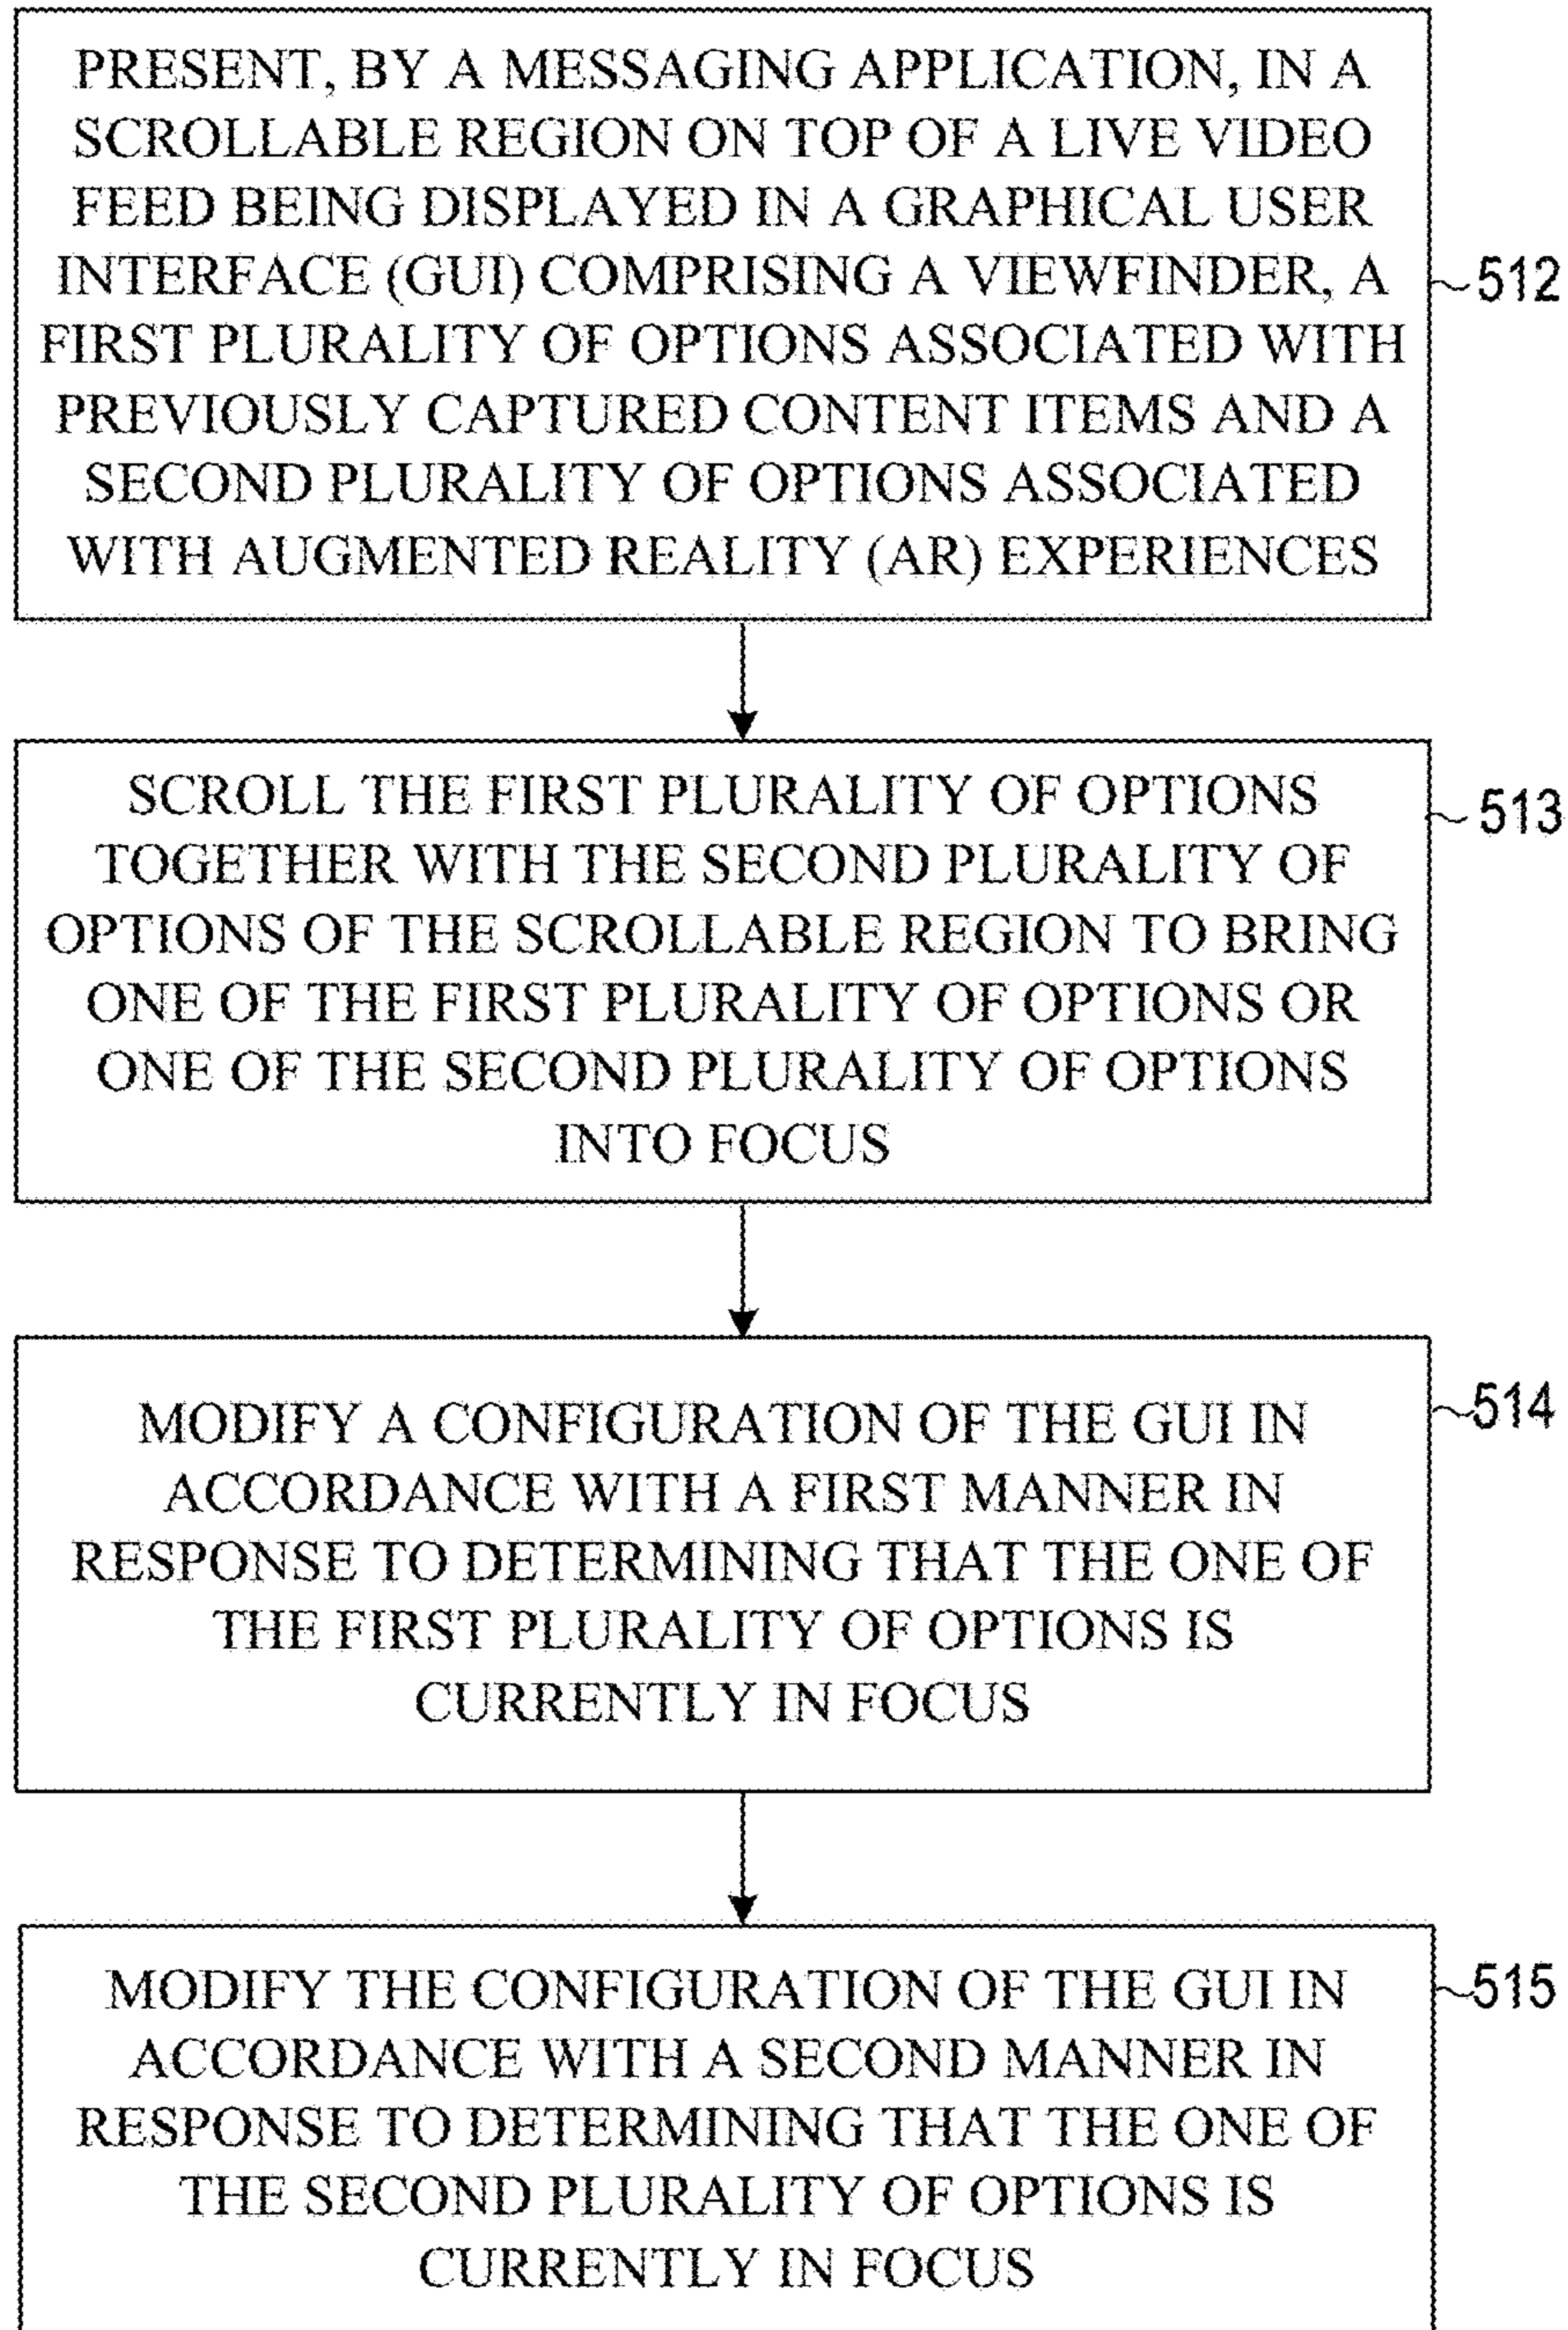 PRESENT, BY A MESSAGING APPLICATION, IN A
SCROLLABLE REGION ON TOP OF A LIVE VIDEO
FEED BEING DISPLAYED IN A GRAPHICAL USER
INTERFACE (GUI) COMPRISING A VIEWFINDER, A
FIRST PLURALITY OF OPTIONS ASSOCIATED WITH
PREVIOUSLY CAPTURED CONTENT ITEMS AND A
SECOND PLURALITY OF OPTIONS ASSOCIATED
WITH AUGMENTED REALITY (AR) EXPERIENCES
512
SCROLL THE FIRST PLURALITY OF OPTIONS
TOGETHER WITH THE SECOND PLURALITY OF
OPTIONS OF THE SCROLLABLE REGION TO BRING
ONE OF THE FIRST PLURALITY OF OPTIONS OR
ONE OF THE SECOND PLURALITY OF OPTIONS
INTO FOCUS
513
MODIFY A CONFIGURATION OF THE GUI IN
ACCORDANCE WITH A FIRST MANNER IN
RESPONSE TO DETERMINING THAT THE ONE OF
THE FIRST PLURALITY OF OPTIONS IS
CURRENTLY IN FOCUS
514
MODIFY THE CONFIGURATION OF THE GUI IN
ACCORDANCE WITH A SECOND MANNER IN
RESPONSE TO DETERMINING THAT THE ONE OF
THE SECOND PLURALITY OF OPTIONS IS
CURRENTLY IN FOCUS
515